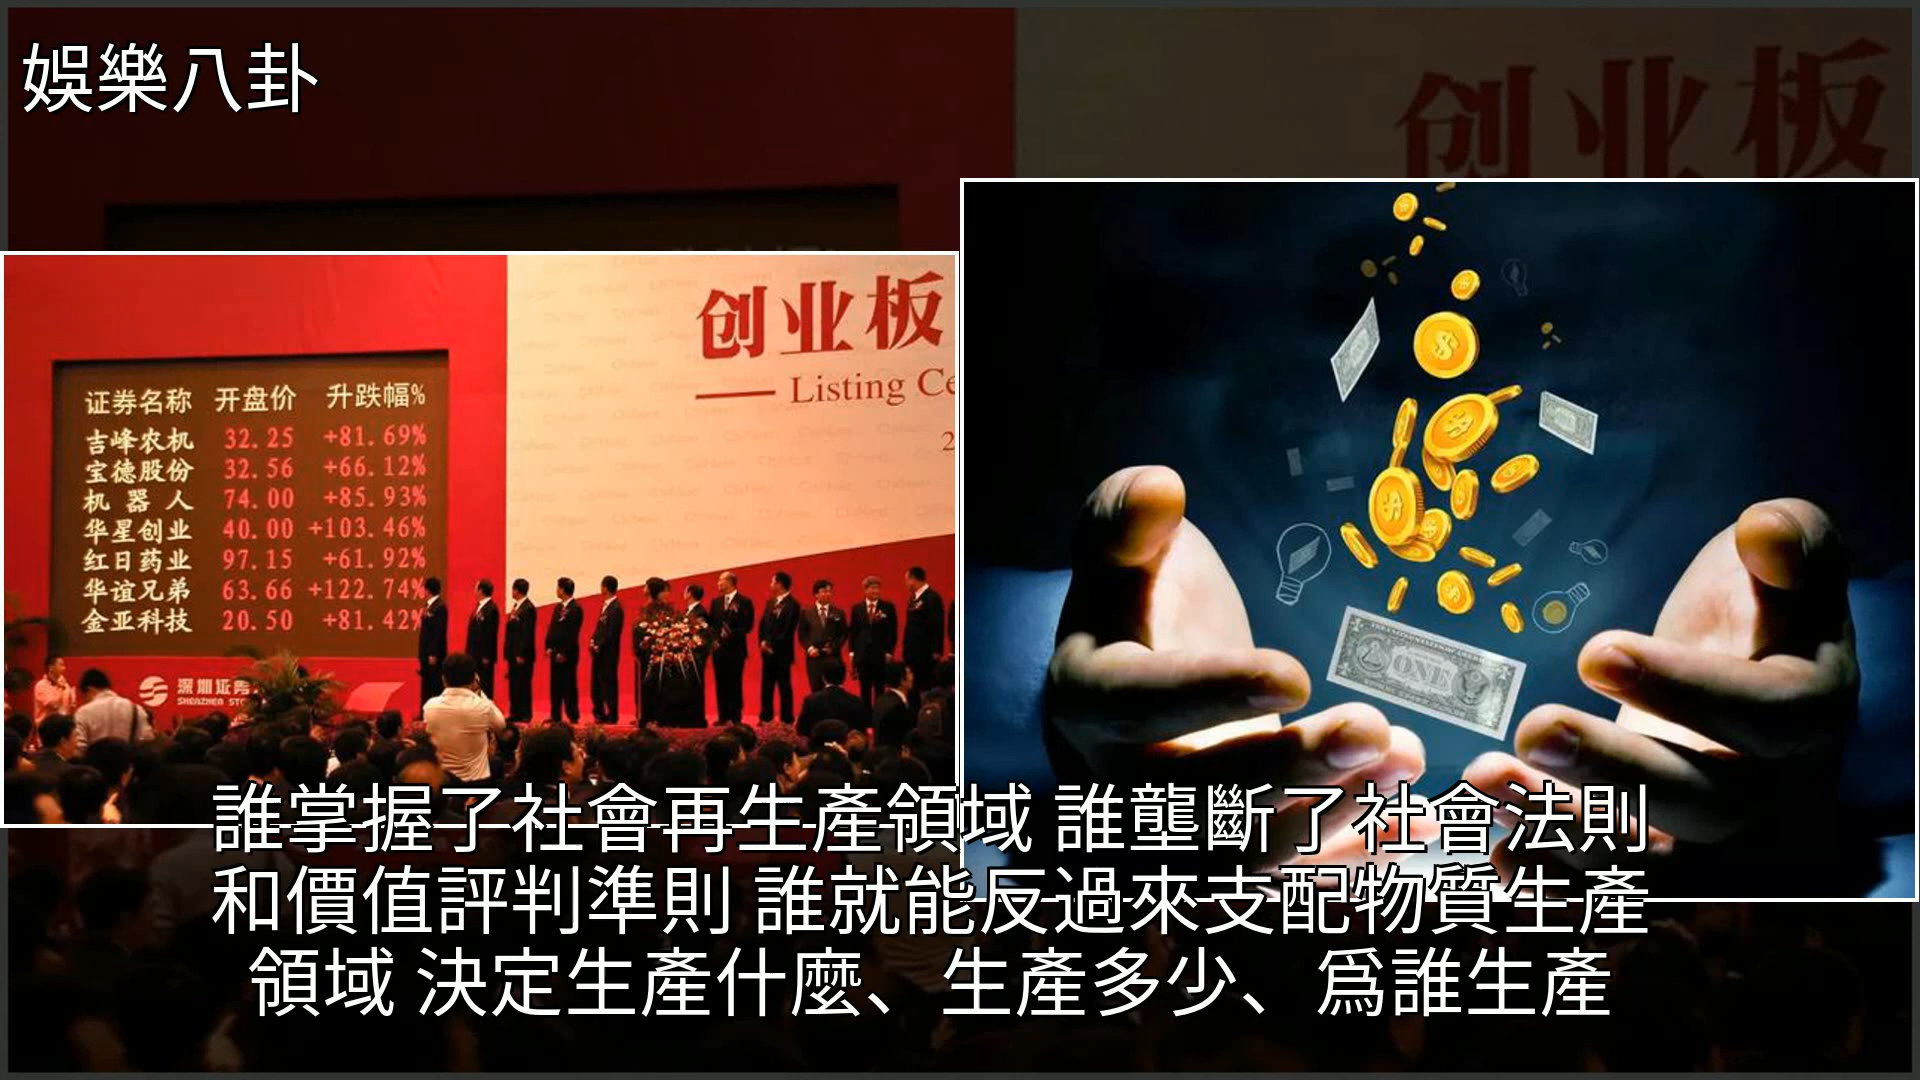 娛樂八卦
创业板
创业板
Listing Ce
2
证券名称 开盘价 升跌幅%
吉峰农机 32.25 +81.69%
宝德股份 32.56 +66.12%
机器人 74.00 +85.93%
华星创业 40.00 +103.46%
红日药业 97.15 +61.92%
华谊兄弟 63.66 +122.74%
金亚科技 20.50 +81.42%
深圳证券
SHENZHEN STO
ONE
誰掌握了社會再生產領域 誰壟斷了社會法則
和價值評判準則 誰就能反過來支配物質生產
領域 決定生產什麼、生產多少、爲誰生產